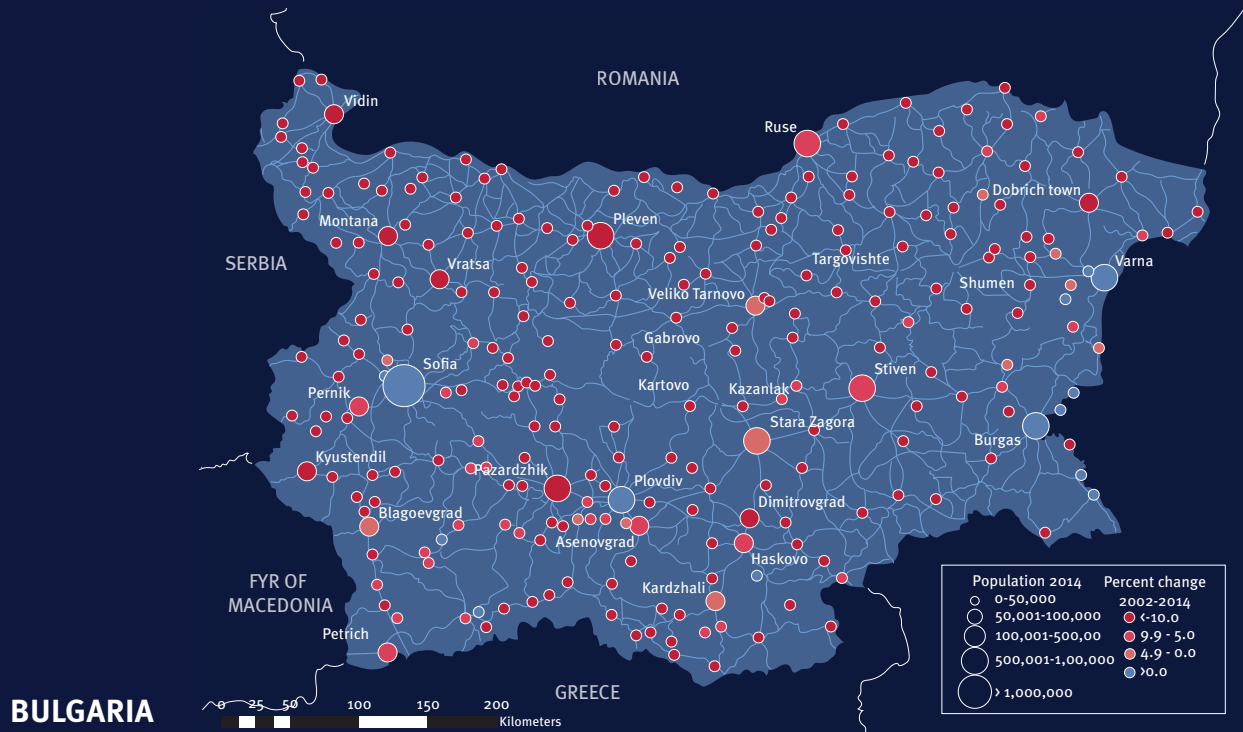 ROMANIA
Vidin
Ruse
Dobrich town
Montana
Pleven
SERBIA
Vratsa
Targovishte
Varna
Veliko Tarnovo
Shumen
Gabrovo
Sofia
Stiven
Pernik
Kartovo
Kazanlak
Stara Zagora
Burgas
Kyustendil
Pazardzhik
Plovdiv
Blagoevgrad
Dimitrovgrad
Asenovgrad
Haskovo
FYR OF
MACEDONIA
Kardzhali
Petrich
GREECE
Population 2014
0-50,000
50,001-100,000
100,001-500,00
500,001-1,00,000
> 1,000,000
Percent change
2002-2014
<-10.0
9.9 - 5.0
4.9 - 0.0
>0.0
BULGARIA
0 25 50 100 150 200
Kilometers